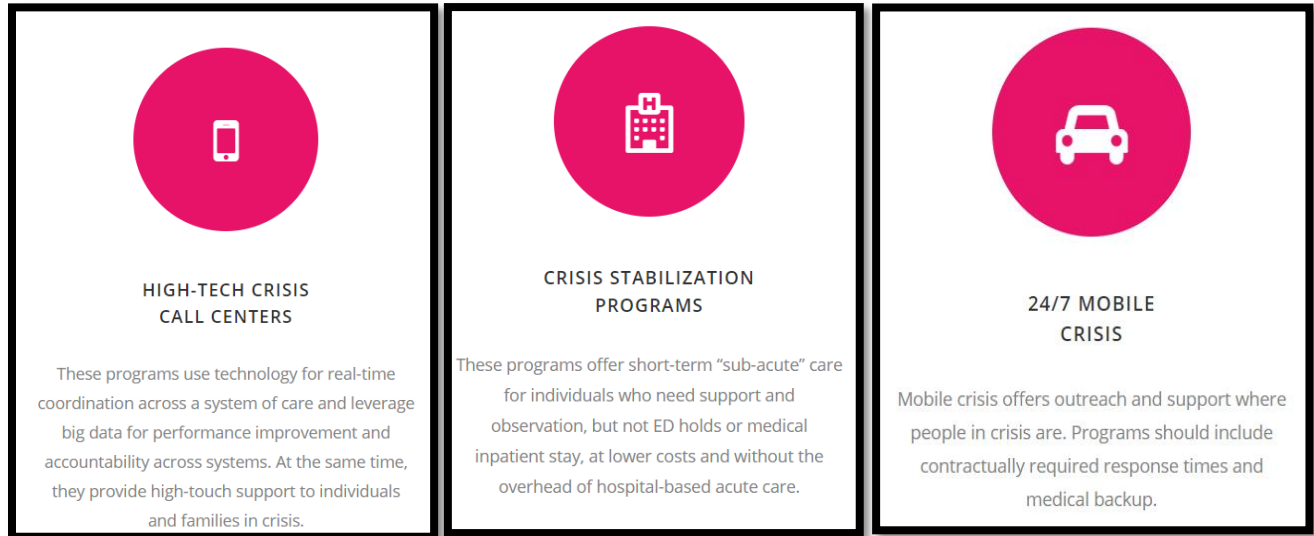 HIGH-TECH CRISIS
CALL CENTERS
These programs use technology for real-time
coordination across a system of care and leverage
big data for performance improvement and
accountability across systems. At the same time,
they provide high-touch support to individuals
and families in crisis.
H
CRISIS STABILIZATION
PROGRAMS
These programs offer short-term “sub-acute” care
for individuals who need support and
observation, but not ED holds or medical
inpatient stay, at lower costs and without the
overhead of hospital-based acute care.
24/7 MOBILE
CRISIS
Mobile crisis offers outreach and support where
people in crisis are. Programs should include
contractually required response times and
medical backup.